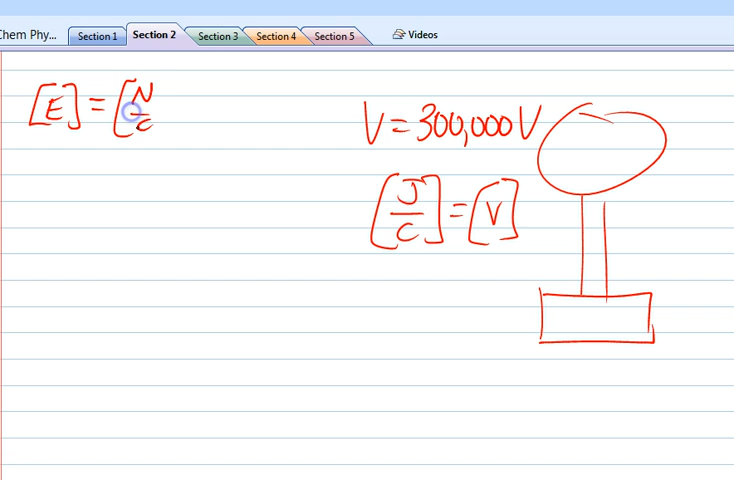 Chem Phy... Section 1 Section 2 Section 3 Section 4 Section 5 Videos
[E] = [N/C
V = 300,000 V
[J/C] = [V]